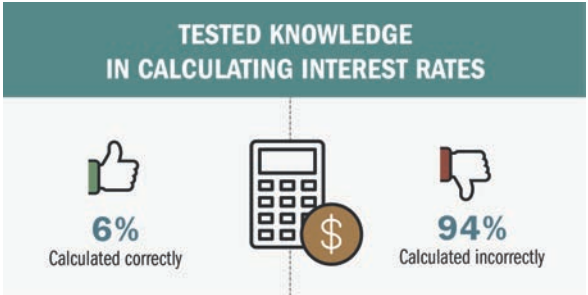 TESTED KNOWLEDGE
IN CALCULATING INTEREST RATES
6%
Calculated correctly
$
94%
Calculated incorrectly